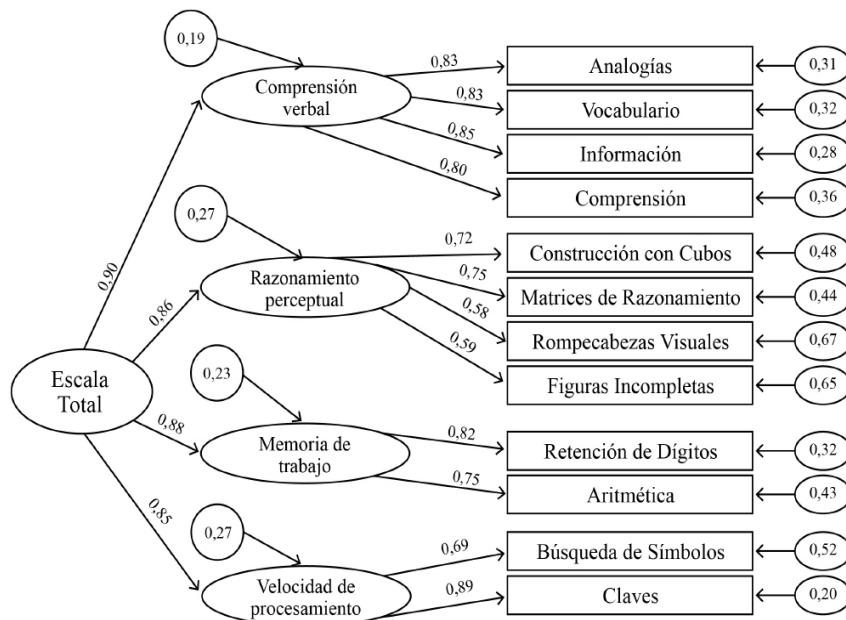 0,19
Comprensión
verbal
0,83
Analogías
0,31
0,83
Vocabulario
0,32
0,85
Información
0,28
0,80
Comprensión
0,36
0,90
0,27
Razonamiento
perceptual
0,72
Construcción con Cubos
0,48
0,75
Matrices de Razonamiento
0,44
0,58
Rompecabezas Visuales
0,67
0,59
Figuras Incompletas
0,65
0,86
Escala
Total
0,23
0,88
Memoria de
trabajo
0,82
Retención de Dígitos
0,32
0,75
Aritmética
0,43
0,85
0,27
Velocidad de
procesamiento
0,69
Búsqueda de Símbolos
0,52
0,89
Claves
0,20